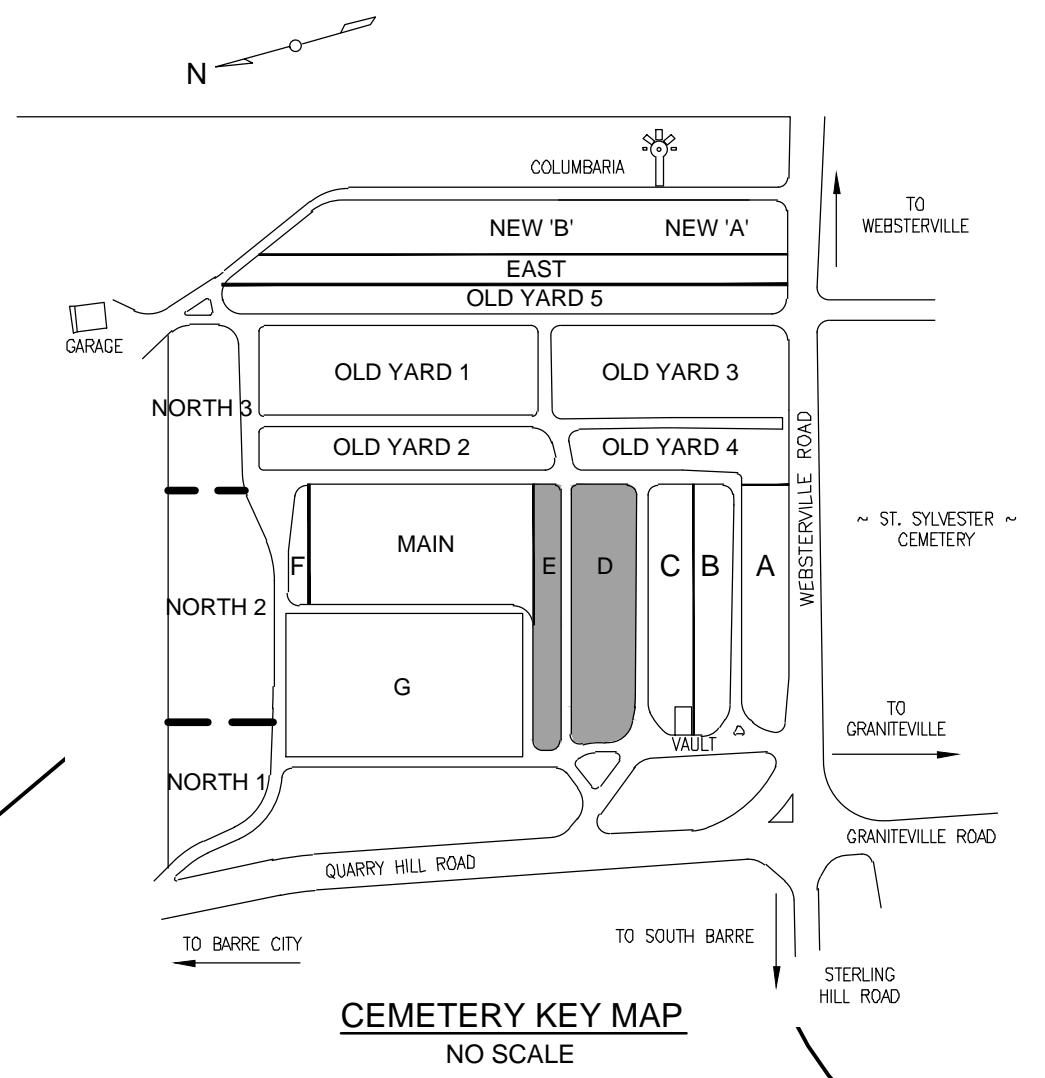 N
COLUMBARIA
TO
WEBSTERVILLE
NEW 'B'
NEW 'A'
EAST
OLD YARD 5
GARAGE
OLD YARD 1
OLD YARD 3
NORTH 3
OLD YARD 2
OLD YARD 4
WEBSTERVILLE ROAD
~ ST. SYLVESTER ~
CEMETERY
MAIN
F
E
D
C
B
A
NORTH 2
G
TO
GRANITEVILLE
VAULT
NORTH 1
GRANITEVILLE ROAD
QUARRY HILL ROAD
TO BARRE CITY
TO SOUTH BARRE
STERLING
HILL ROAD
CEMETERY KEY MAP
NO SCALE